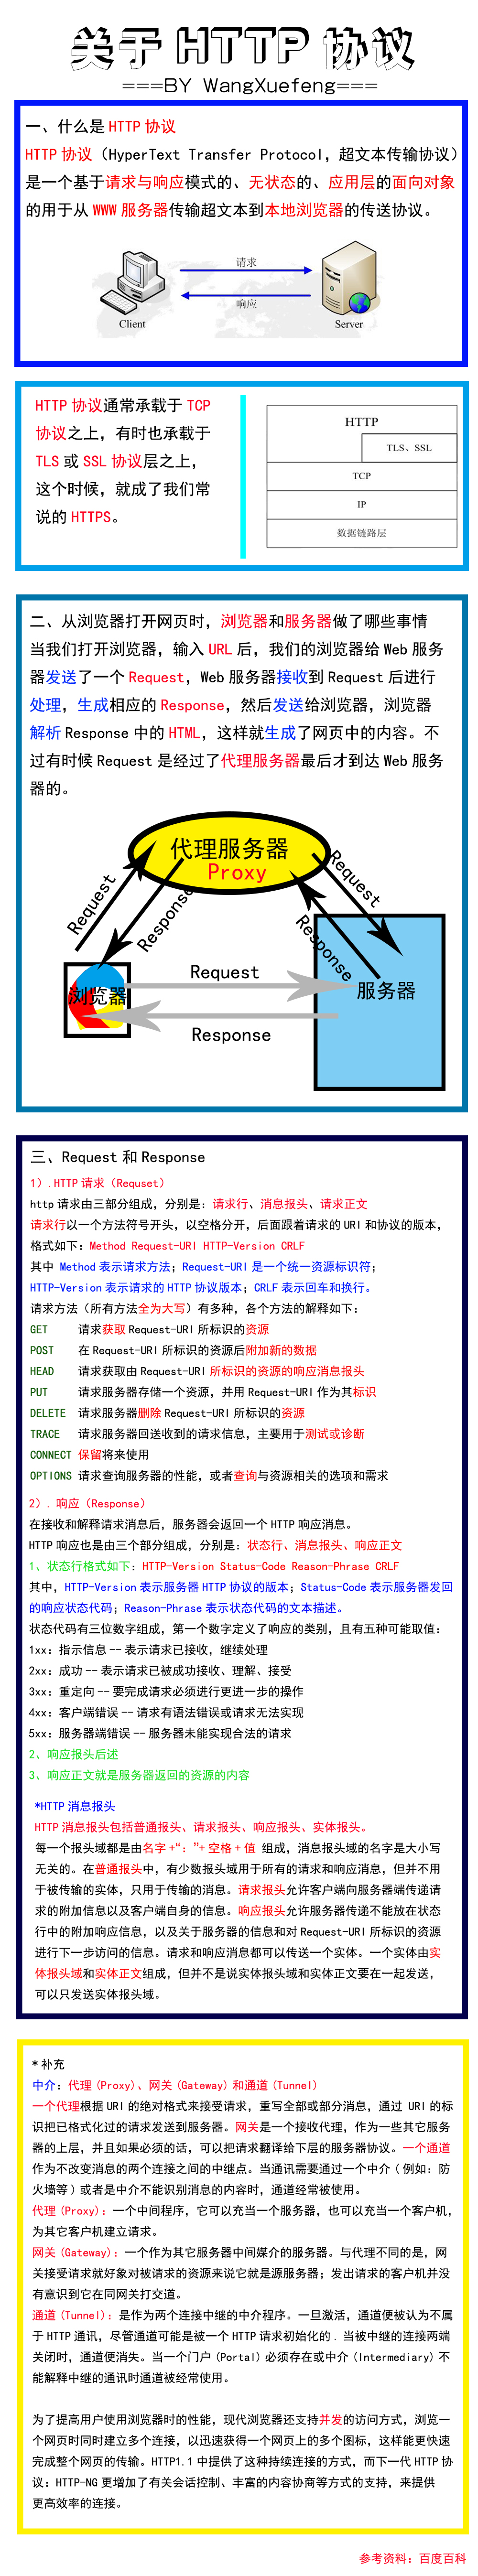 关于 HTTP 协议
===BY WangXuefeng===
一、什么是 HTTP 协议
HTTP 协议（HyperText Transfer Protocol，超文本传输协议）
是一个基于请求与响应模式的、无状态的、应用层的面向对象
的用于从 WWW 服务器传输超文本到本地浏览器的传送协议。
请求
响应
Client
Server
HTTP 协议通常承载于 TCP
协议之上，有时也承载于
TLS 或 SSL 协议层之上，
这个时候，就成了我们常
说的 HTTPS。
HTTP
TLS、SSL
TCP
IP
数据链路层
二、从浏览器打开网页时，浏览器和服务器做了哪些事情
当我们打开浏览器，输入 URL 后，我们的浏览器给 Web 服务
器发送了一个 Request，Web 服务器接收到 Request 后进行
处理，生成相应的 Response，然后发送给浏览器，浏览器
解析 Response 中的 HTML，这样就生成了网页中的内容。不
过有时候 Request 是经过了代理服务器最后才到达 Web 服务
器的。
代理服务器
Proxy
Request
Response
Request
Response
浏览器
Request
服务器
Response
三、Request 和 Response
1）.HTTP 请求（Requset）
http 请求由三部分组成，分别是：请求行、消息报头、请求正文
请求行以一个方法符号开头，以空格分开，后面跟着请求的 URI 和协议的版本，
格式如下：Method Request-URI HTTP-Version CRLF
其中 Method 表示请求方法；Request-URI 是一个统一资源标识符；
HTTP-Version 表示请求的 HTTP 协议版本；CRLF 表示回车和换行。
请求方法（所有方法全为大写）有多种，各个方法的解释如下：
GET 请求获取 Request-URI 所标识的资源
POST 在 Request-URI 所标识的资源后附加新的数据
HEAD 请求获取由 Request-URI 所标识的资源的响应消息报头
PUT 请求服务器存储一个资源，并用 Request-URI 作为其标识
DELETE 请求服务器删除 Request-URI 所标识的资源
TRACE 请求服务器回送收到的请求信息，主要用于测试或诊断
CONNECT 保留将来使用
OPTIONS 请求查询服务器的性能，或者查询与资源相关的选项和需求
2）. 响应（Response）
在接收和解释请求消息后，服务器会返回一个 HTTP 响应消息。
HTTP 响应也是由三个部分组成，分别是：状态行、消息报头、响应正文
1、状态行格式如下：HTTP-Version Status-Code Reason-Phrase CRLF
其中，HTTP-Version 表示服务器 HTTP 协议的版本；Status-Code 表示服务器发回
的响应状态代码；Reason-Phrase 表示状态代码的文本描述。
状态代码有三位数字组成，第一个数字定义了响应的类别，且有五种可能取值：
1xx：指示信息 -- 表示请求已接收，继续处理
2xx：成功 -- 表示请求已被成功接收、理解、接受
3xx：重定向 -- 要完成请求必须进行更进一步的操作
4xx：客户端错误 -- 请求有语法错误或请求无法实现
5xx：服务器端错误 -- 服务器未能实现合法的请求
2、响应报头后述
3、响应正文就是服务器返回的资源的内容
*HTTP 消息报头
HTTP 消息报头包括普通报头、请求报头、响应报头、实体报头。
每一个报头域都是由名字 +“：”+ 空格 + 值 组成，消息报头域的名字是大小写
无关的。在普通报头中，有少数报头域用于所有的请求和响应消息，但并不用
于被传输的实体，只用于传输的消息。请求报头允许客户端向服务器端传递请
求的附加信息以及客户端自身的信息。响应报头允许服务器传递不能放在状态
行中的附加响应信息，以及关于服务器的信息和对 Request-URI 所标识的资源
进行下一步访问的信息。请求和响应消息都可以传送一个实体。一个实体由实
体报头域和实体正文组成，但并不是说实体报头域和实体正文要在一起发送，
可以只发送实体报头域。
* 补充
中介：代理 (Proxy)、网关 (Gateway) 和通道 (Tunnel)
一个代理根据 URI 的绝对格式来接受请求，重写全部或部分消息，通过 URI 的标
识把已格式化过的请求发送到服务器。网关是一个接收代理，作为一些其它服务
器的上层，并且如果必须的话，可以把请求翻译给下层的服务器协议。一个通道
作为不改变消息的两个连接之间的中继点。当通讯需要通过一个中介 ( 例如：防
火墙等 ) 或者是中介不能识别消息的内容时，通道经常被使用。
代理 (Proxy)：一个中间程序，它可以充当一个服务器，也可以充当一个客户机，
为其它客户机建立请求。
网关 (Gateway)：一个作为其它服务器中间媒介的服务器。与代理不同的是，网
关接受请求就好象对被请求的资源来说它就是源服务器；发出请求的客户机并没
有意识到它在同网关打交道。
通道 (Tunnel)：是作为两个连接中继的中介程序。一旦激活，通道便被认为不属
于 HTTP 通讯，尽管通道可能是被一个 HTTP 请求初始化的 . 当被中继的连接两端
关闭时，通道便消失。当一个门户 (Portal) 必须存在或中介 (Intermediary) 不
能解释中继的通讯时通道被经常使用。
为了提高用户使用浏览器时的性能，现代浏览器还支持并发的访问方式，浏览一
个网页时同时建立多个连接，以迅速获得一个网页上的多个图标，这样能更快速
完成整个网页的传输。HTTP1.1 中提供了这种持续连接的方式，而下一代 HTTP 协
议：HTTP-NG 更增加了有关会话控制、丰富的内容协商等方式的支持，来提供
更高效率的连接。
参考资料：百度百科